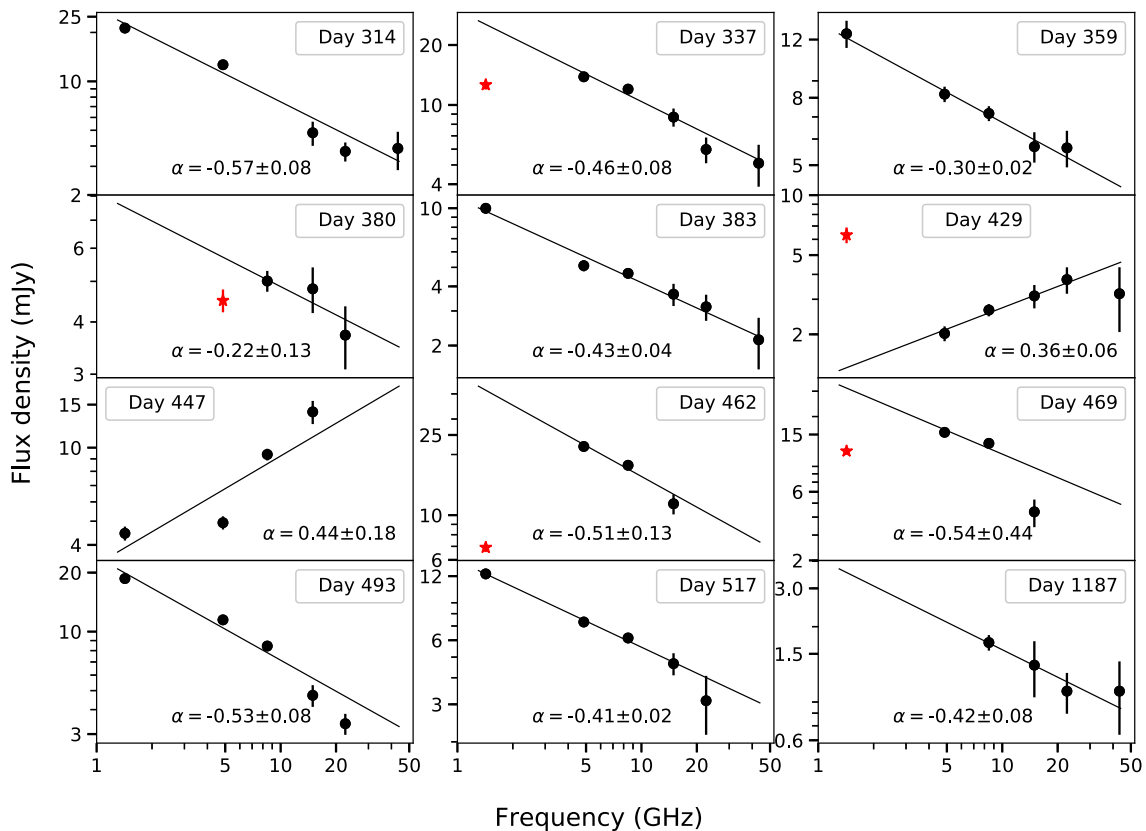 25
10
2
Day 314
α = -0.57±0.08
20
10
4
Day 337
α = -0.46±0.08
12
8
5
Day 359
α = -0.30±0.02
6
4
3
Day 380
α = -0.22±0.13
10
4
2
Day 383
α = -0.43±0.04
10
6
2
Day 429
α = 0.36±0.06
15
10
4
Day 447
α = 0.44±0.18
25
10
6
Day 462
α = -0.51±0.13
15
6
2
Day 469
α = -0.54±0.44
20
10
3
Day 493
α = -0.53±0.08
12
6
3
Day 517
α = -0.41±0.02
2.0
3.0
1.5
0.6
Day 1187
α = -0.42±0.08
1 5 10 50
1 5 10 50
1 5 10 50
Flux density (mJy)
Frequency (GHz)